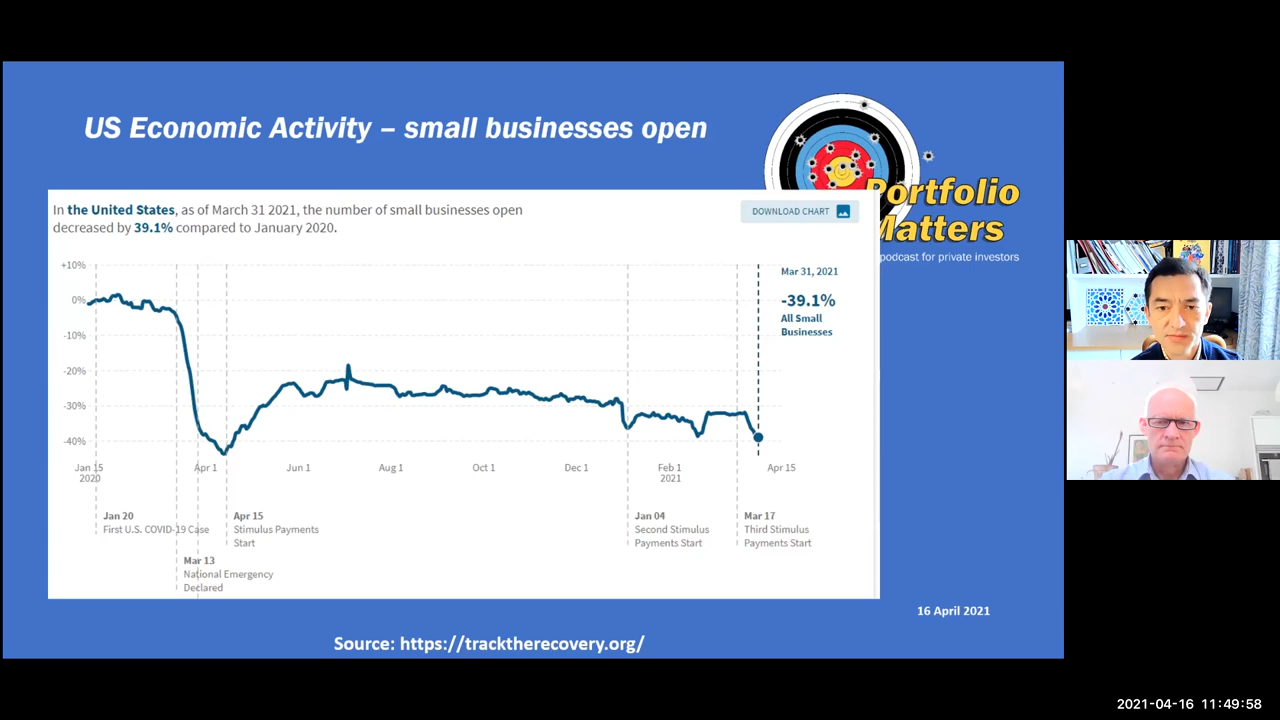 US Economic Activity – small businesses open
Portfolio
Matters
podcast for private investors
In the United States, as of March 31 2021, the number of small businesses open
decreased by 39.1% compared to January 2020.
DOWNLOAD CHART
+10%
0%
-10%
-20%
-30%
-40%
Mar 31, 2021
-39.1%
All Small
Businesses
Jan 15
2020
Apr 1
Jun 1
Aug 1
Oct 1
Dec 1
Feb 1
2021
Apr 15
Jan 20
First U.S. COVID-19 Case
Apr 15
Stimulus Payments
Start
Jan 04
Second Stimulus
Payments Start
Mar 17
Third Stimulus
Payments Start
Mar 13
National Emergency
Declared
16 April 2021
Source: https://tracktherecovery.org/
2021-04-16 11:49:58